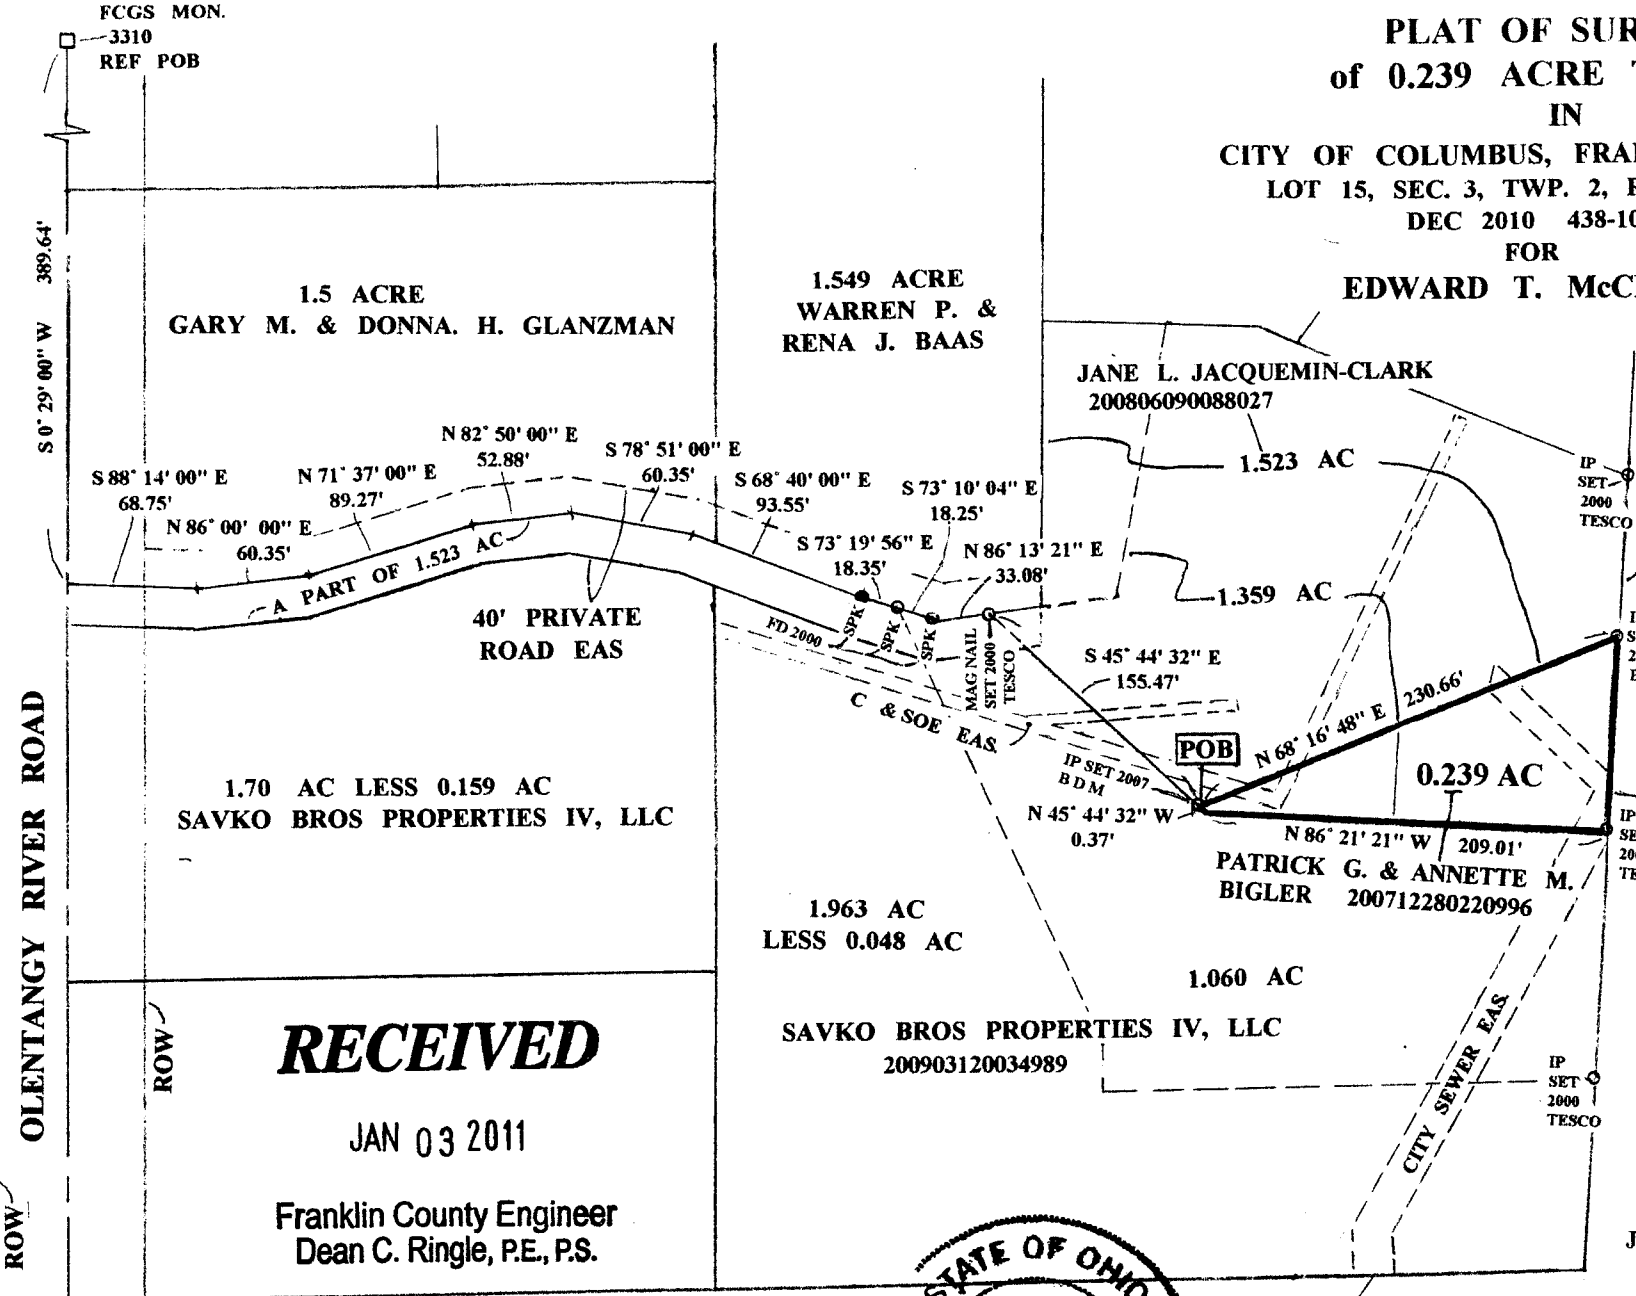 FCGS MON.
3310
REF POB
PLAT OF SUR
of 0.239 ACRE
IN
CITY OF COLUMBUS, FRA
LOT 15, SEC. 3, TWP. 2,
DEC 2010 438-10
FOR
EDWARD T. McC
S 0° 29' 00" W 389.64'
1.5 ACRE
GARY M. & DONNA. H. GLANZMAN
1.549 ACRE
WARREN P. &
RENA J. BAAS
JANE L. JACQUEMIN-CLARK
200806090088027
1.523 AC
IP
SET
2000
TESCO
S 88° 14' 00" E
68.75'
N 86° 00' 00" E
60.35'
N 71° 37' 00" E
89.27'
N 82° 50' 00" E
52.88'
S 78° 51' 00" E
60.35'
S 68° 40' 00" E
93.55'
S 73° 19' 56" E
18.35'
S 73° 10' 04" E
18.25'
N 86° 13' 21" E
33.08'
A PART OF 1.523 AC
40' PRIVATE
ROAD EAS
FD 2000
SPK
SPK
SPK
MAG NAIL
SET 2000
TESCO
1.359 AC
S 45° 44' 32" E
155.47'
C & SOE EAS.
POB
N 68° 16' 48" E 230.66'
IP SET 2007
BDM
N 45° 44' 32" W
0.37'
0.239 AC
N 86° 21' 21" W 209.01'
PATRICK G. & ANNETTE M.
BIGLER 200712280220996
IP
SE
20
TE
1.70 AC LESS 0.159 AC
SAVKO BROS PROPERTIES IV, LLC
1.963 AC
LESS 0.048 AC
1.060 AC
SAVKO BROS PROPERTIES IV, LLC
200903120034989
OLENTANGY RIVER ROAD
ROW
ROW
CITY SEWER EAS.
IP
SET
2000
TESCO
RECEIVED
JAN 03 2011
Franklin County Engineer
Dean C. Ringle, P.E., P.S.
STATE OF OHIO